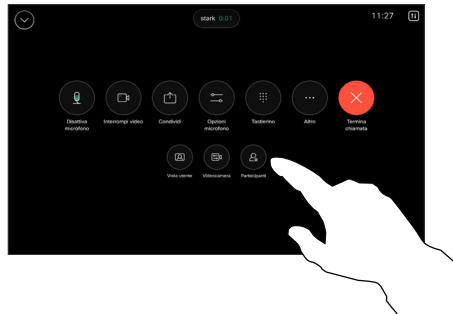 stark 0:01
11:27
Disattiva
microfono
Interrompi video
Condividi
Opzioni
microfono
Tastierino
Altro
Termina
chiamata
Vista utente
Videocamera
Partecipanti